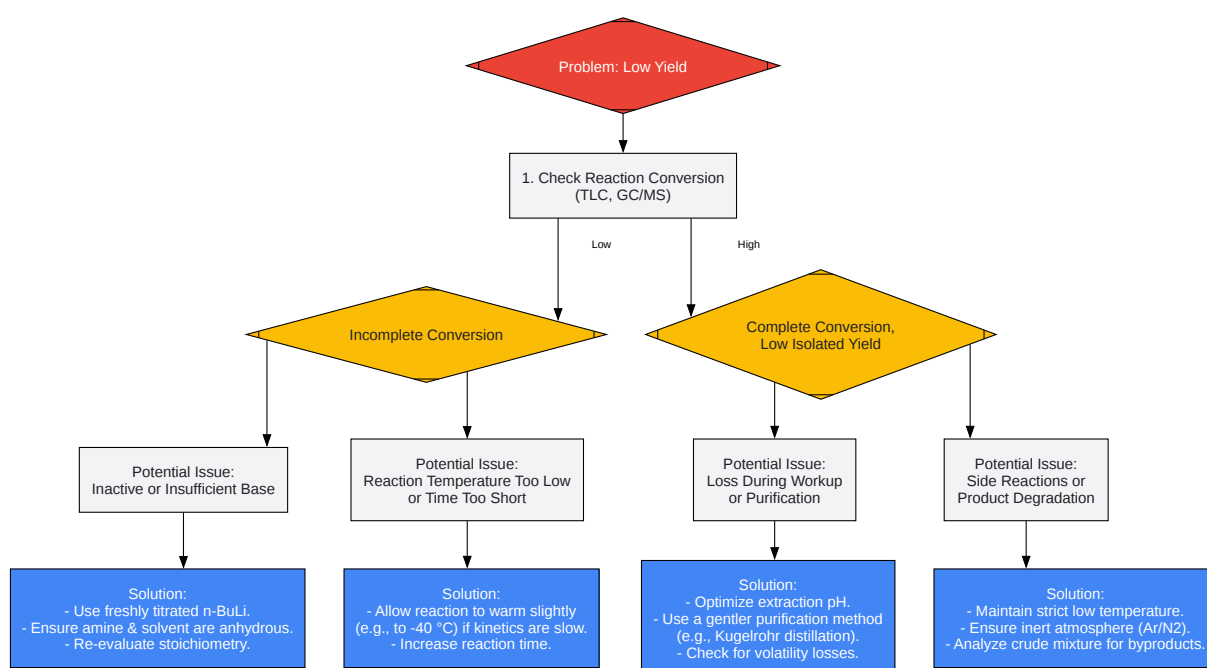 Problem: Low Yield
1. Check Reaction Conversion
(TLC, GC/MS)
Low
High
Incomplete Conversion
Complete Conversion,
Low Isolated Yield
Potential Issue:
Inactive or Insufficient Base
Potential Issue:
Reaction Temperature Too Low
or Time Too Short
Potential Issue:
Loss During Workup
or Purification
Potential Issue:
Side Reactions or
Product Degradation
Solution:
- Use freshly titrated n-BuLi.
- Ensure amine & solvent are anhydrous.
- Re-evaluate stoichiometry.
Solution:
- Allow reaction to warm slightly
(e.g., to -40 °C) if kinetics are slow.
- Increase reaction time.
Solution:
- Optimize extraction pH.
- Use a gentler purification method
(e.g., Kugelrohr distillation).
- Check for volatility losses.
Solution:
- Maintain strict low temperature.
- Ensure inert atmosphere (Ar/N2).
- Analyze crude mixture for byproducts.